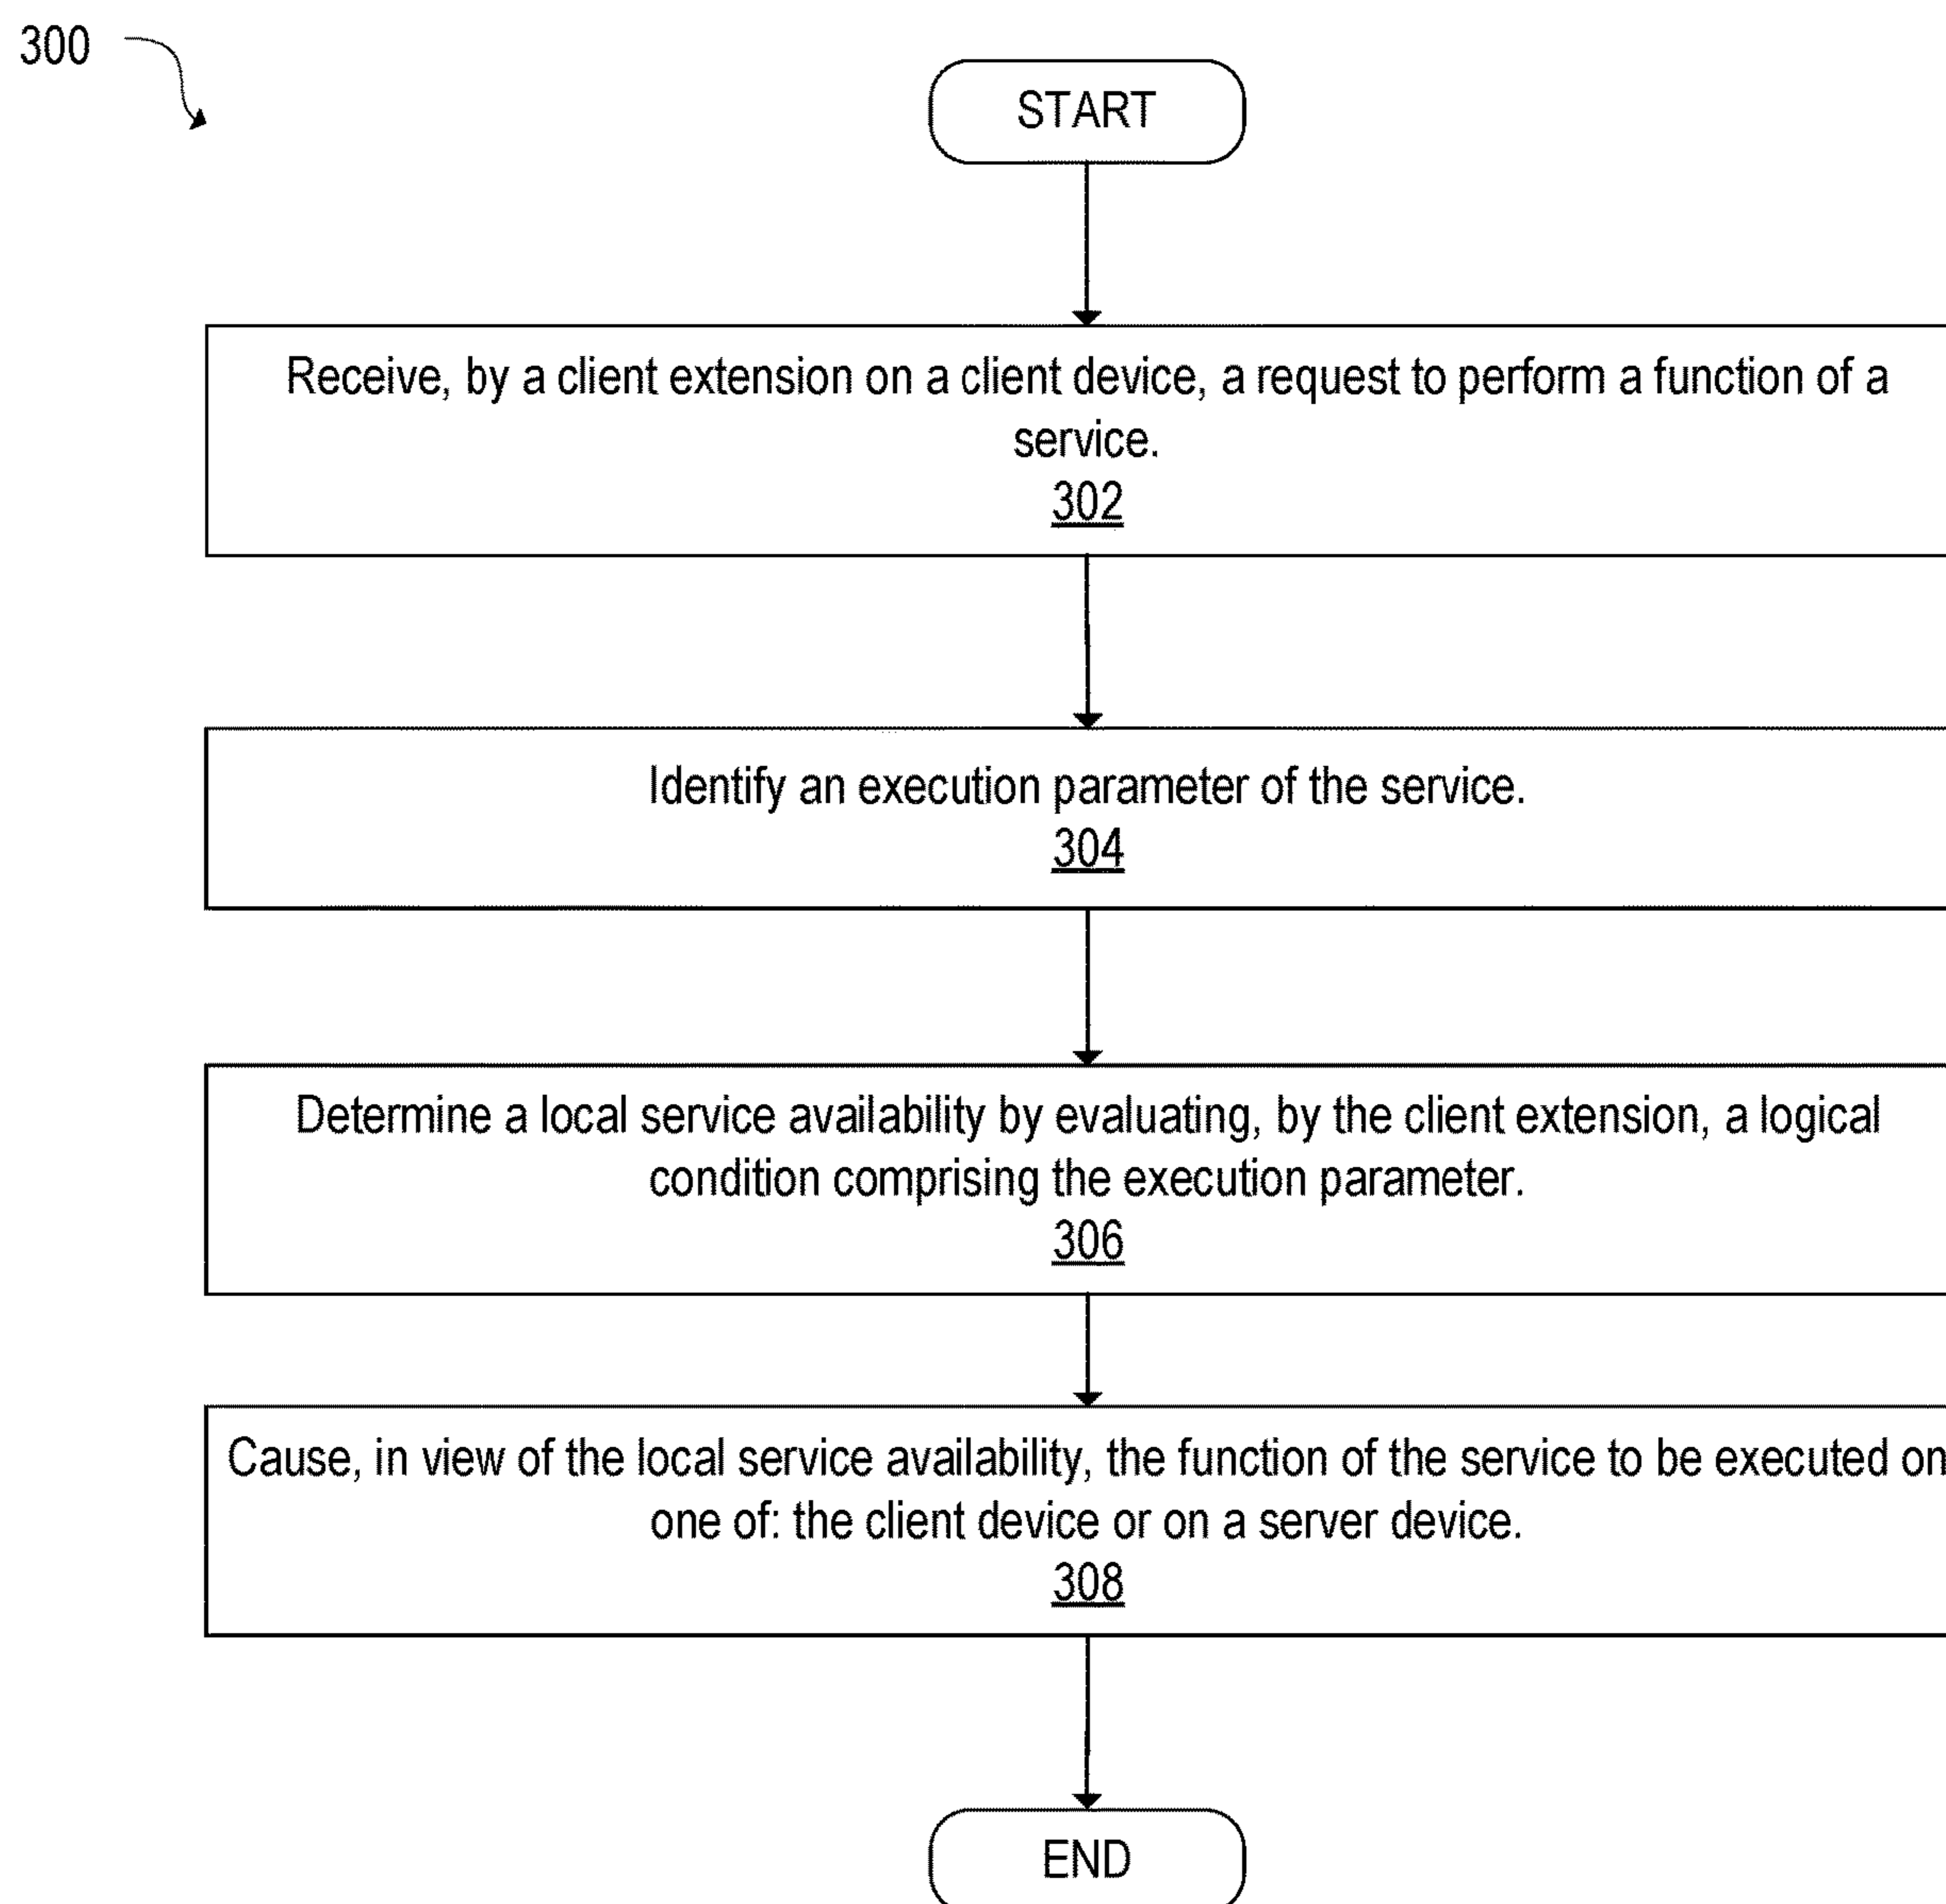 300
START
Receive, by a client extension on a client device, a request to perform a function of a
service.
302
Identify an execution parameter of the service.
304
Determine a local service availability by evaluating, by the client extension, a logical
condition comprising the execution parameter.
306
Cause, in view of the local service availability, the function of the service to be executed on
one of: the client device or on a server device.
308
END